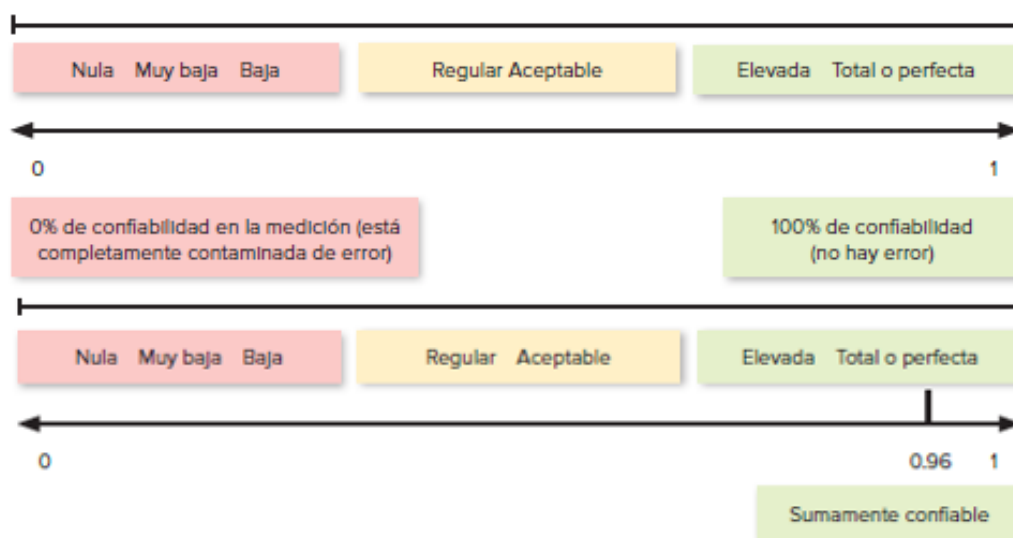 Nula Muy baja Baja
Regular Aceptable
Elevada Total o perfecta
0
1
0% de confiabilidad en la medición (está
completamente contaminada de error)
100% de confiabilidad
(no hay error)
Nula Muy baja Baja
Regular Aceptable
Elevada Total o perfecta
0
0.96
1
Sumamente confiable